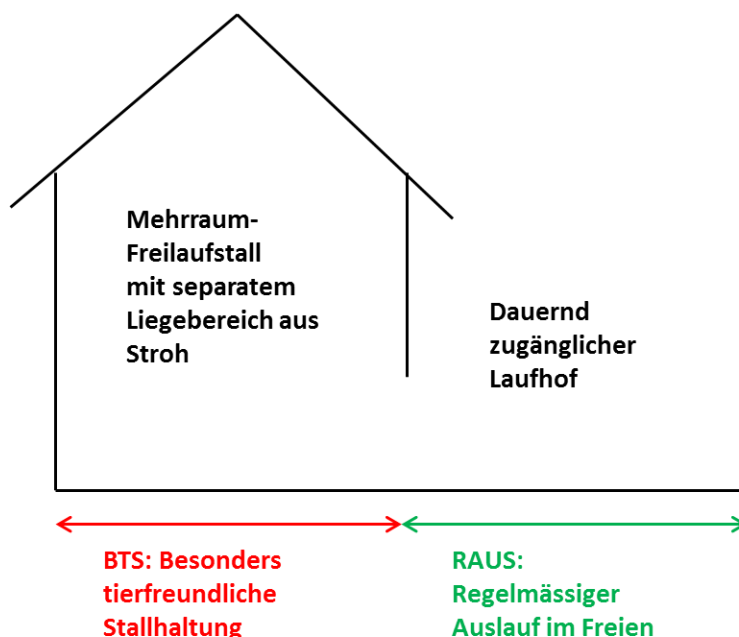 Mehrraum-
Freilaufstall
mit separatem
Liegebereich aus
Stroh
Dauernd
zugänglicher
Laufhof
BTS: Besonders
tierfreundliche
Stallhaltung
RAUS:
Regelmässiger
Auslauf im Freien